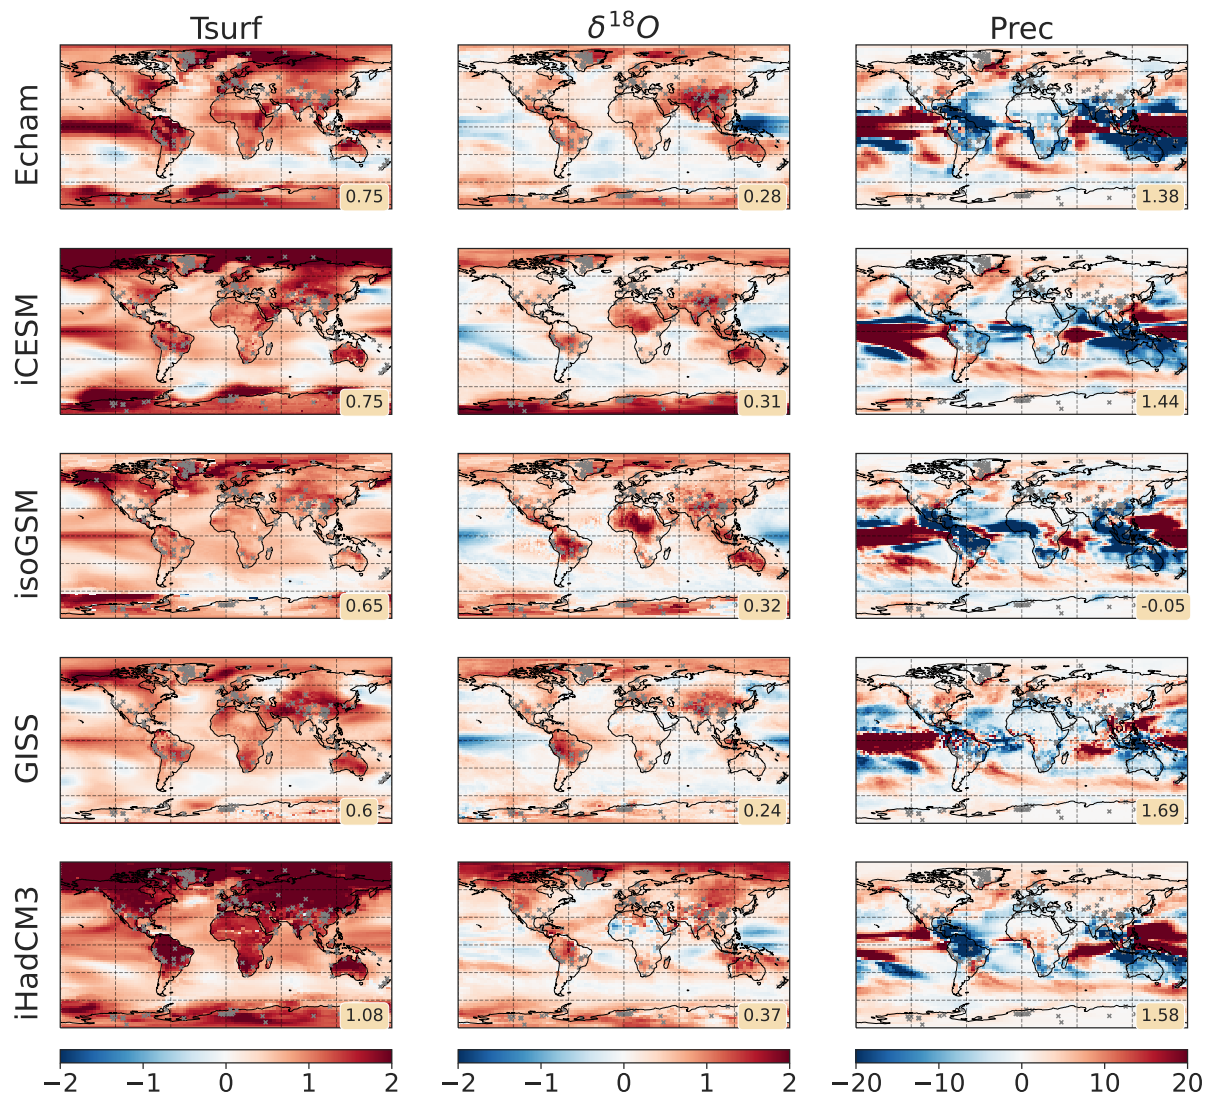 Tsurf δ¹⁸O Prec
Echam 0.75 0.28 1.38
iCESM 0.75 0.31 1.44
isoGSM 0.65 0.32 -0.05
GISS 0.6 0.24 1.69
iHadCM3 1.08 0.37 1.58
−2 −1 0 1 2 −2 −1 0 1 2 −20 −10 0 10 20